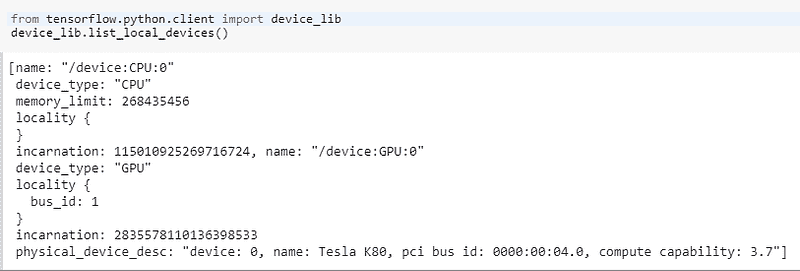 from tensorflow.python.client import device_lib
device_lib.list_local_devices()
[name: "/device:CPU:0"
device_type: "CPU"
memory_limit: 268435456
locality {
}
incarnation: 115010925269716724, name: "/device:GPU:0"
device_type: "GPU"
locality {
bus_id: 1
}
incarnation: 2835578110136398533
physical_device_desc: "device: 0, name: Tesla K80, pci bus id: 0000:00:04.0, compute capability: 3.7"]